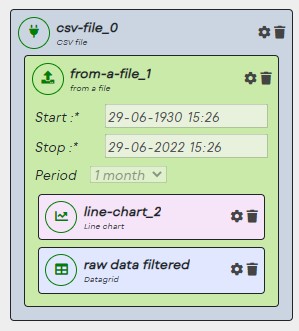 csv-file_0
CSV file
from-a-file_1
from a file
Start :* 29-06-1930 15:26
Stop :* 29-06-2022 15:26
Period 1 month
line-chart_2
Line chart
raw data filtered
Datagrid